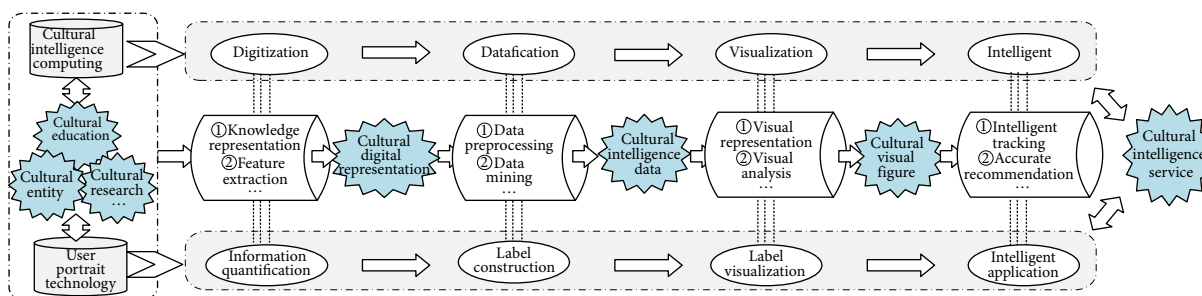 Cultural
intelligence
computing
Cultural
education
Cultural
entity
Cultural
research
…
User
portrait
technology
Digitization
Datafication
Visualization
Intelligent
①Knowledge
representation
②Feature
extraction
…
Cultural
digital
representation
①Data
preprocessing
②Data
mining
…
Cultural
intelligence
data
①Visual
representation
②Visual
analysis
…
Cultural
visual
figure
①Intelligent
tracking
②Accurate
recommendation
…
Cultural
intelligence
service
Information
quantification
Label
construction
Label
visualization
Intelligent
application